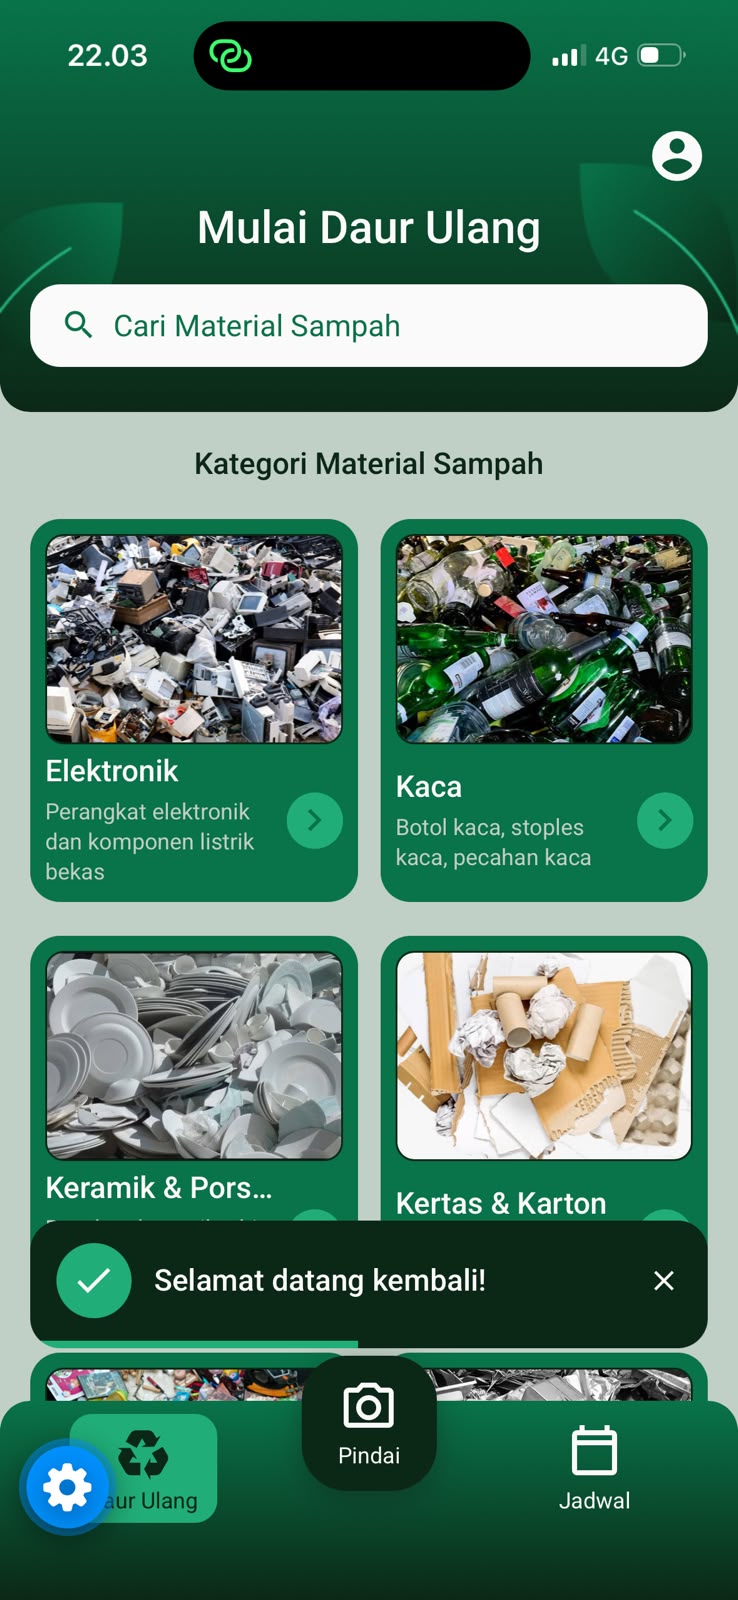 22.03
4G
Mulai Daur Ulang
Cari Material Sampah
Kategori Material Sampah
Elektronik
Perangkat elektronik
dan komponen listrik
bekas
Kaca
Botol kaca, stoples
kaca, pecahan kaca
Keramik & Pors...
Kertas & Karton
Selamat datang kembali!
Pindai
aur Ulang
Jadwal